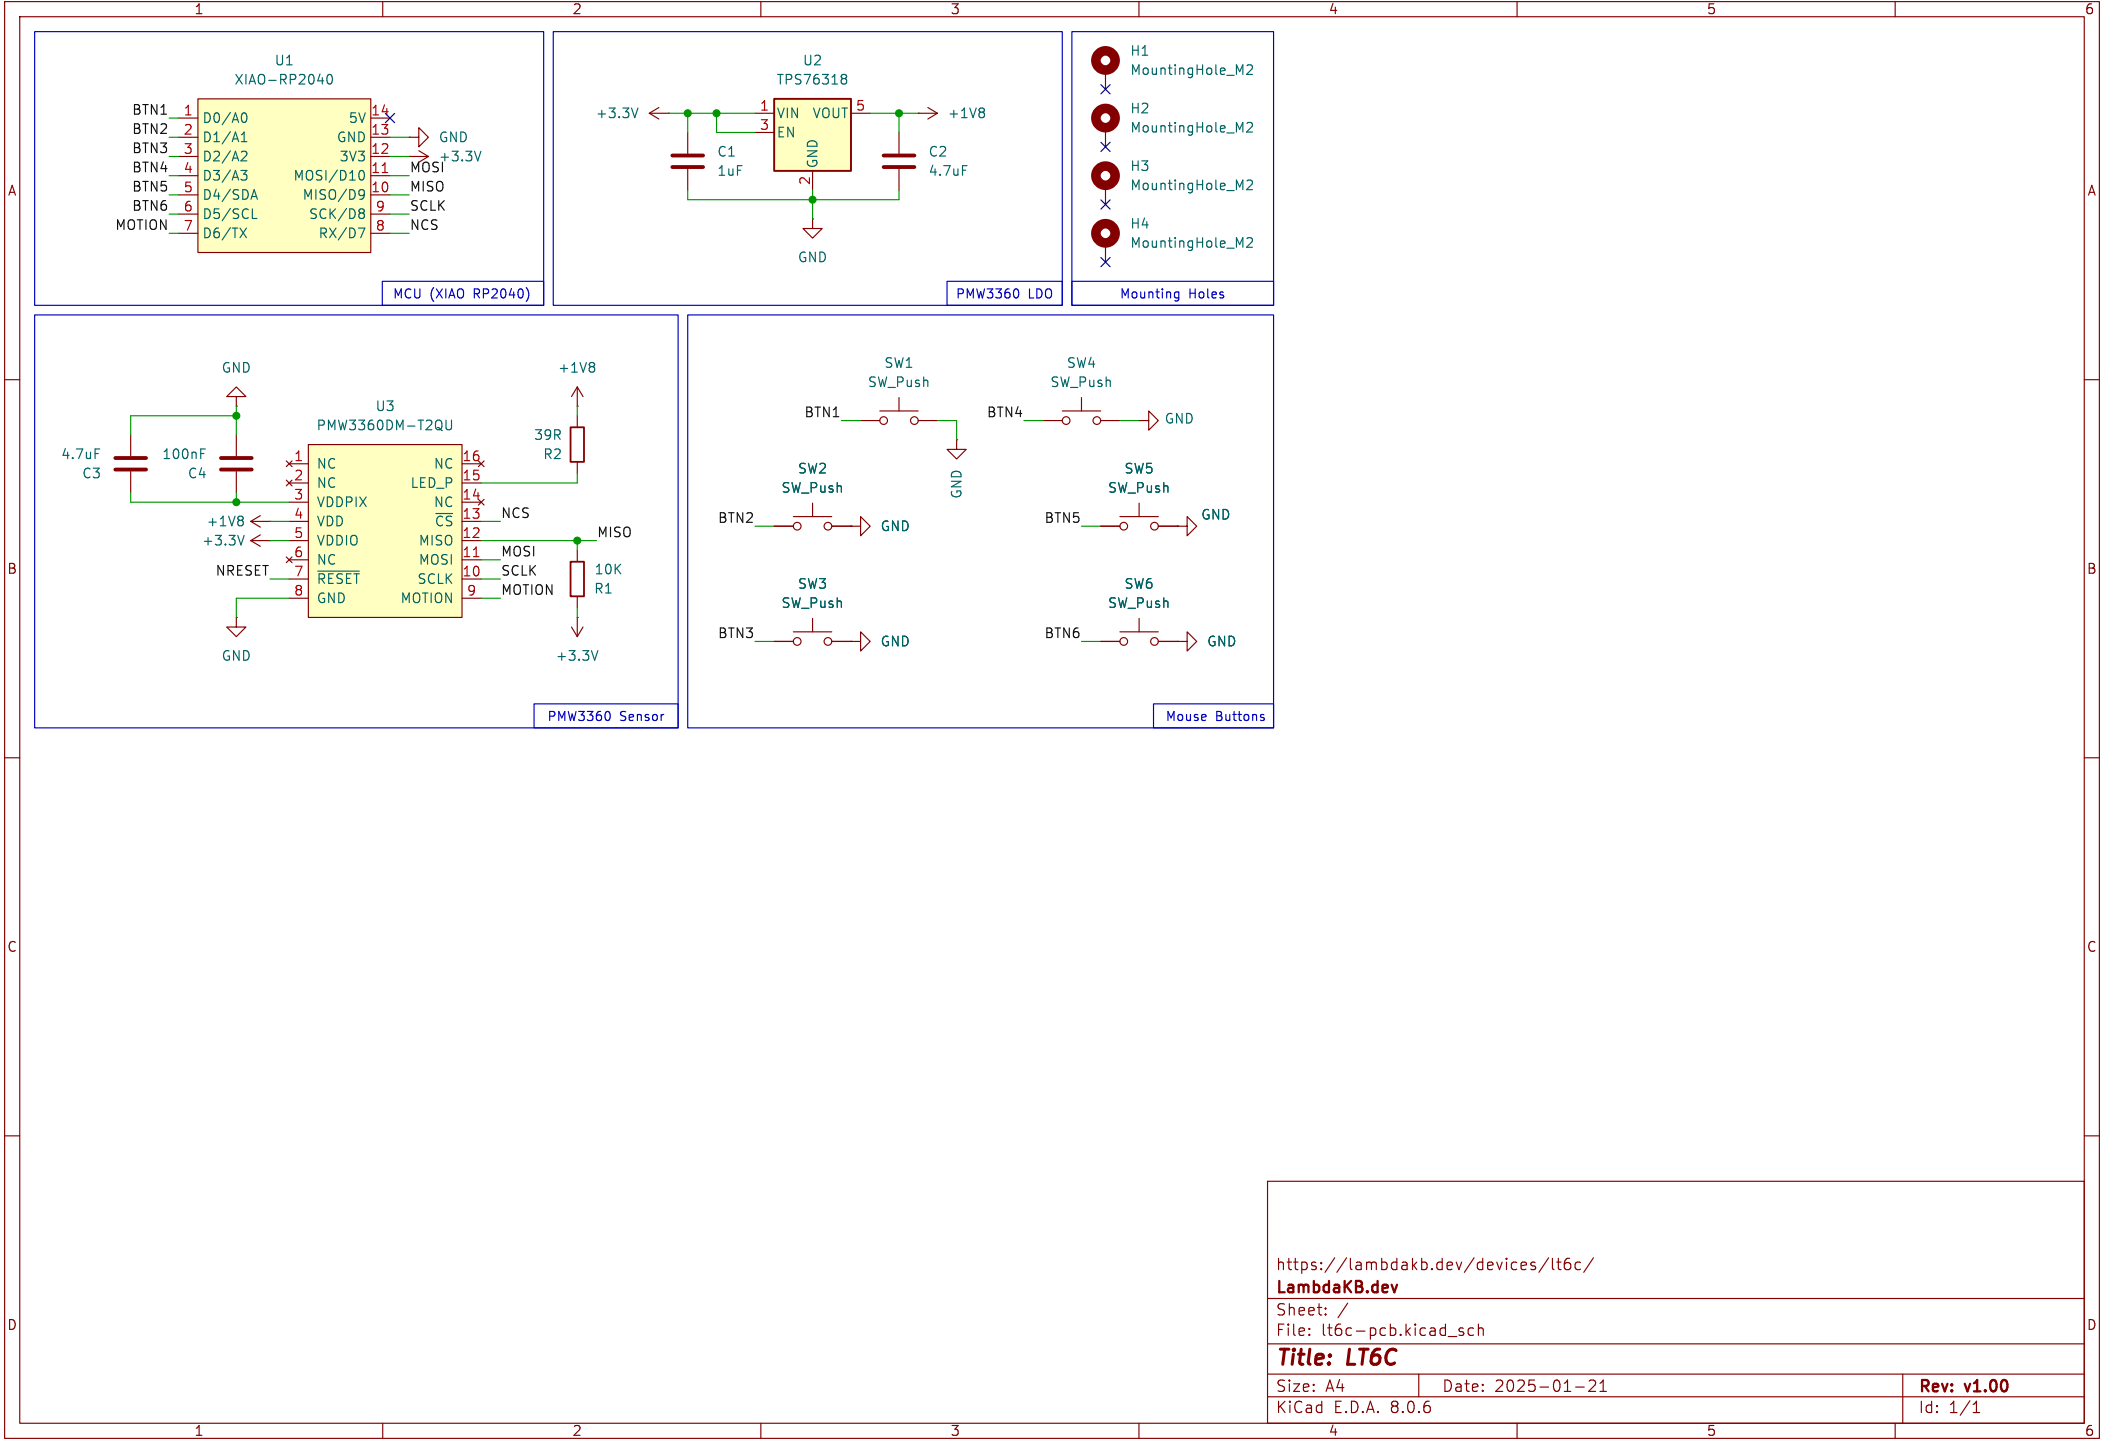 1 2 3 4 5 6
A
B
C
D
U1
XIAO-RP2040
BTN1 1 D0/A0
BTN2 2 D1/A1
BTN3 3 D2/A2
BTN4 4 D3/A3
BTN5 5 D4/SDA
BTN6 6 D5/SCL
MOTION 7 D6/TX
5V 14
GND 13 GND
3V3 12 +3.3V
MOSI/D10 11 MOSI
MISO/D9 10 MISO
SCK/D8 9 SCLK
RX/D7 8 NCS
MCU (XIAO RP2040)
U2
TPS76318
+3.3V
1 VIN
3 EN
VOUT 5
GND 2
+1V8
C1
1uF
C2
4.7uF
GND
PMW3360 LDO
H1
MountingHole_M2
H2
MountingHole_M2
H3
MountingHole_M2
H4
MountingHole_M2
Mounting Holes
GND
4.7uF
C3
100nF
C4
U3
PMW3360DM-T2QU
1 NC
2 NC
3 VDDPIX
+1V8 4 VDD
+3.3V 5 VDDIO
6 NC
NRESET 7 RESET
8 GND
GND
NC 16
LED_P 15
NC 14
CS 13 NCS
MISO 12 MISO
MOSI 11 MOSI
SCLK 10 SCLK
MOTION 9 MOTION
+1V8
39R
R2
10K
R1
+3.3V
PMW3360 Sensor
SW1
SW_Push
BTN1
GND
SW4
SW_Push
BTN4
GND
SW2
SW_Push
BTN2
GND
SW5
SW_Push
BTN5
GND
SW3
SW_Push
BTN3
GND
SW6
SW_Push
BTN6
GND
Mouse Buttons
https://lambdakb.dev/devices/lt6c/
LambdaKB.dev
Sheet: /
File: lt6c-pcb.kicad_sch
Title: LT6C
Size: A4
Date: 2025-01-21
Rev: v1.00
KiCad E.D.A. 8.0.6
Id: 1/1
A
B
C
D
1 2 3 4 5 6